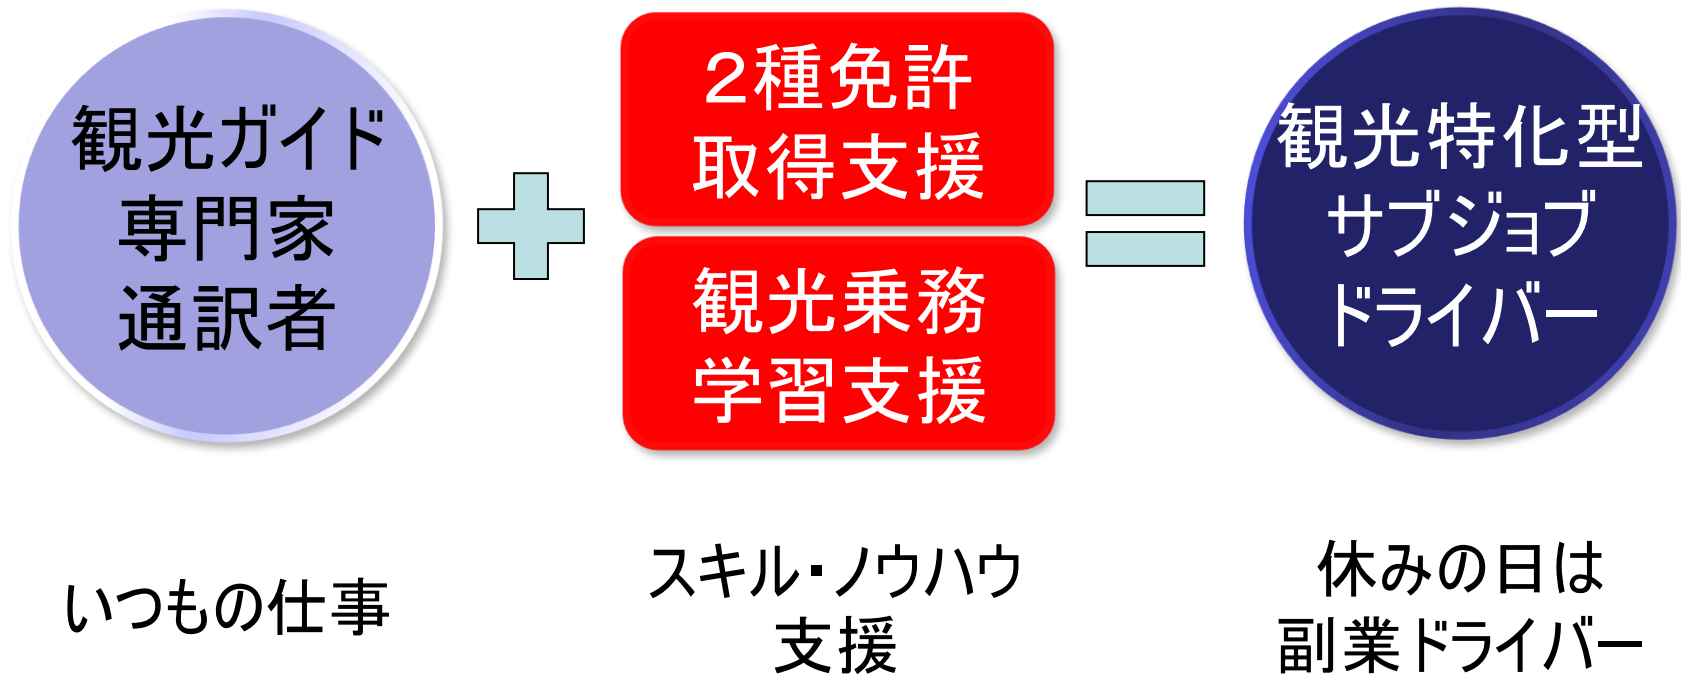 観光ガイド
専門家
通訳者
２種免許
取得支援
観光乗務
学習支援
観光特化型
サブジョブ
ドライバー
いつもの仕事
スキル・ノウハウ
支援
休みの日は
副業ドライバー